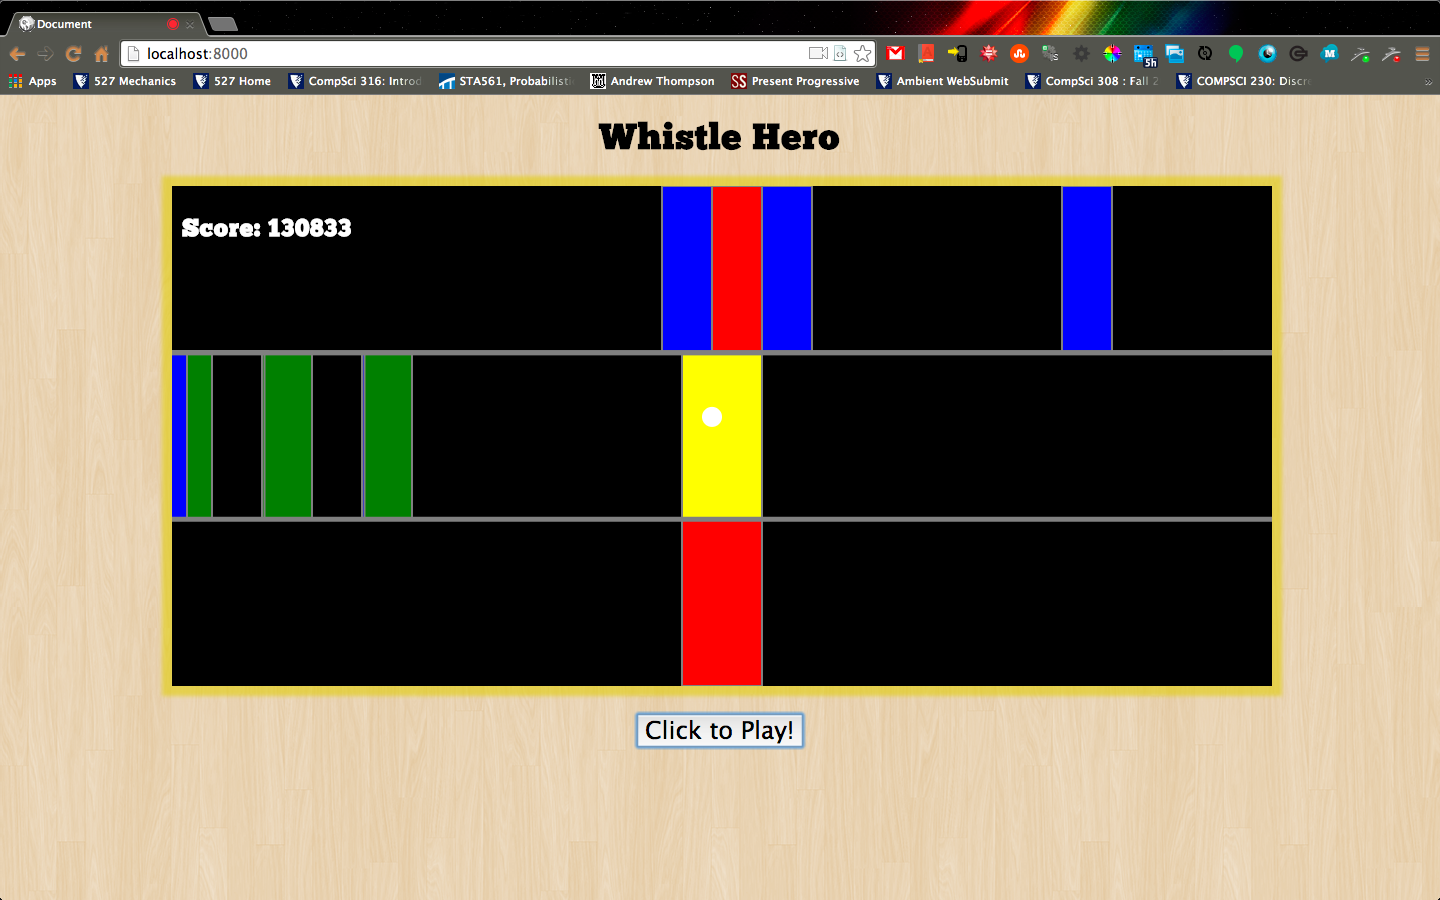 Document
localhost:8000
5h
Apps 527 Mechanics 527 Home CompSci 316: Introd STA561, Probabilisti Andrew Thompson SS Present Progressive Ambient WebSubmit CompSci 308 : Fall 2 COMPSCI 230: Discr »
Whistle Hero
Score: 130833
Click to Play!